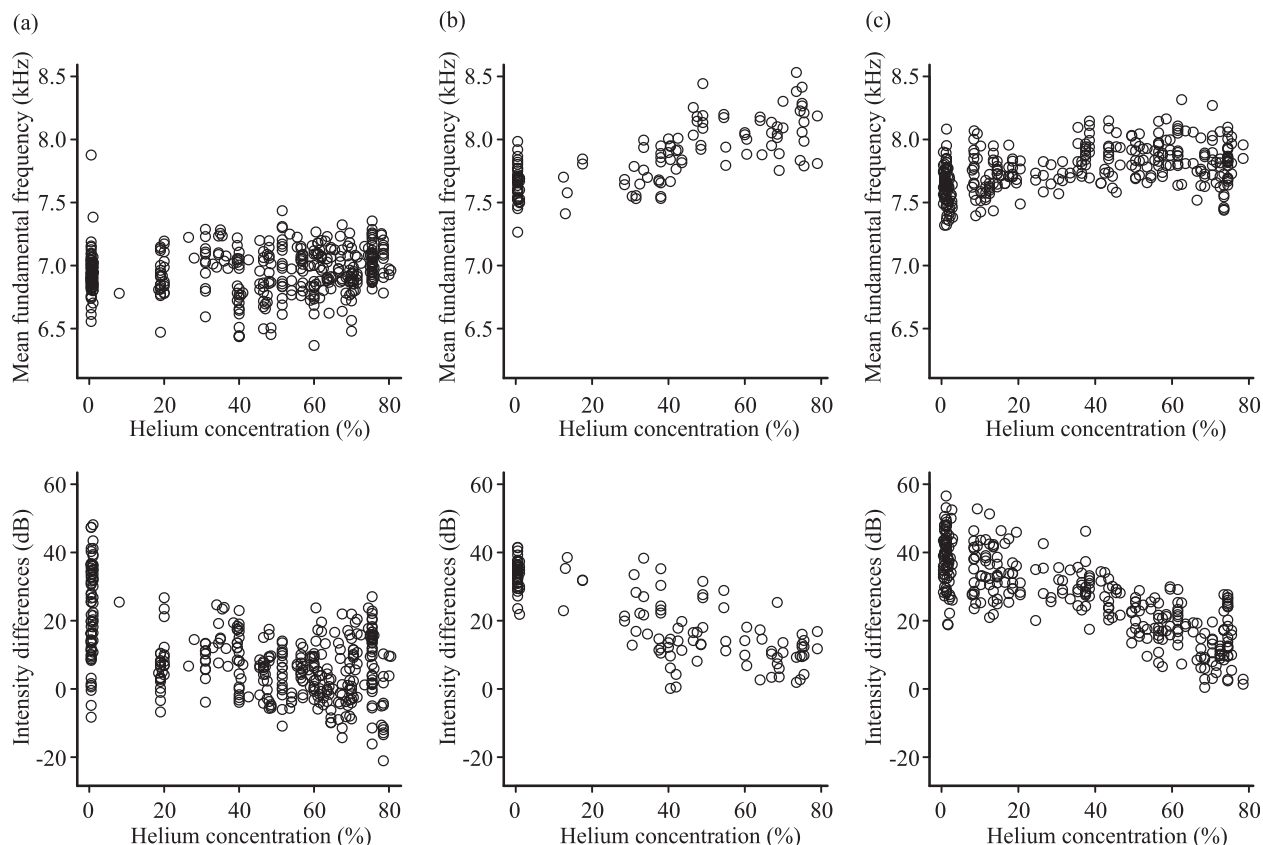 (a)
(b)
(c)
Mean fundamental frequency (kHz)
8.5
8.0
7.5
7.0
6.5
0 20 40 60 80
Helium concentration (%)
Mean fundamental frequency (kHz)
8.5
8.0
7.5
7.0
6.5
0 20 40 60 80
Helium concentration (%)
Mean fundamental frequency (kHz)
8.5
8.0
7.5
7.0
6.5
0 20 40 60 80
Helium concentration (%)
Intensity differences (dB)
60
40
20
0
-20
0 20 40 60 80
Helium concentration (%)
Intensity differences (dB)
60
40
20
0
-20
0 20 40 60 80
Helium concentration (%)
Intensity differences (dB)
60
40
20
0
-20
0 20 40 60 80
Helium concentration (%)